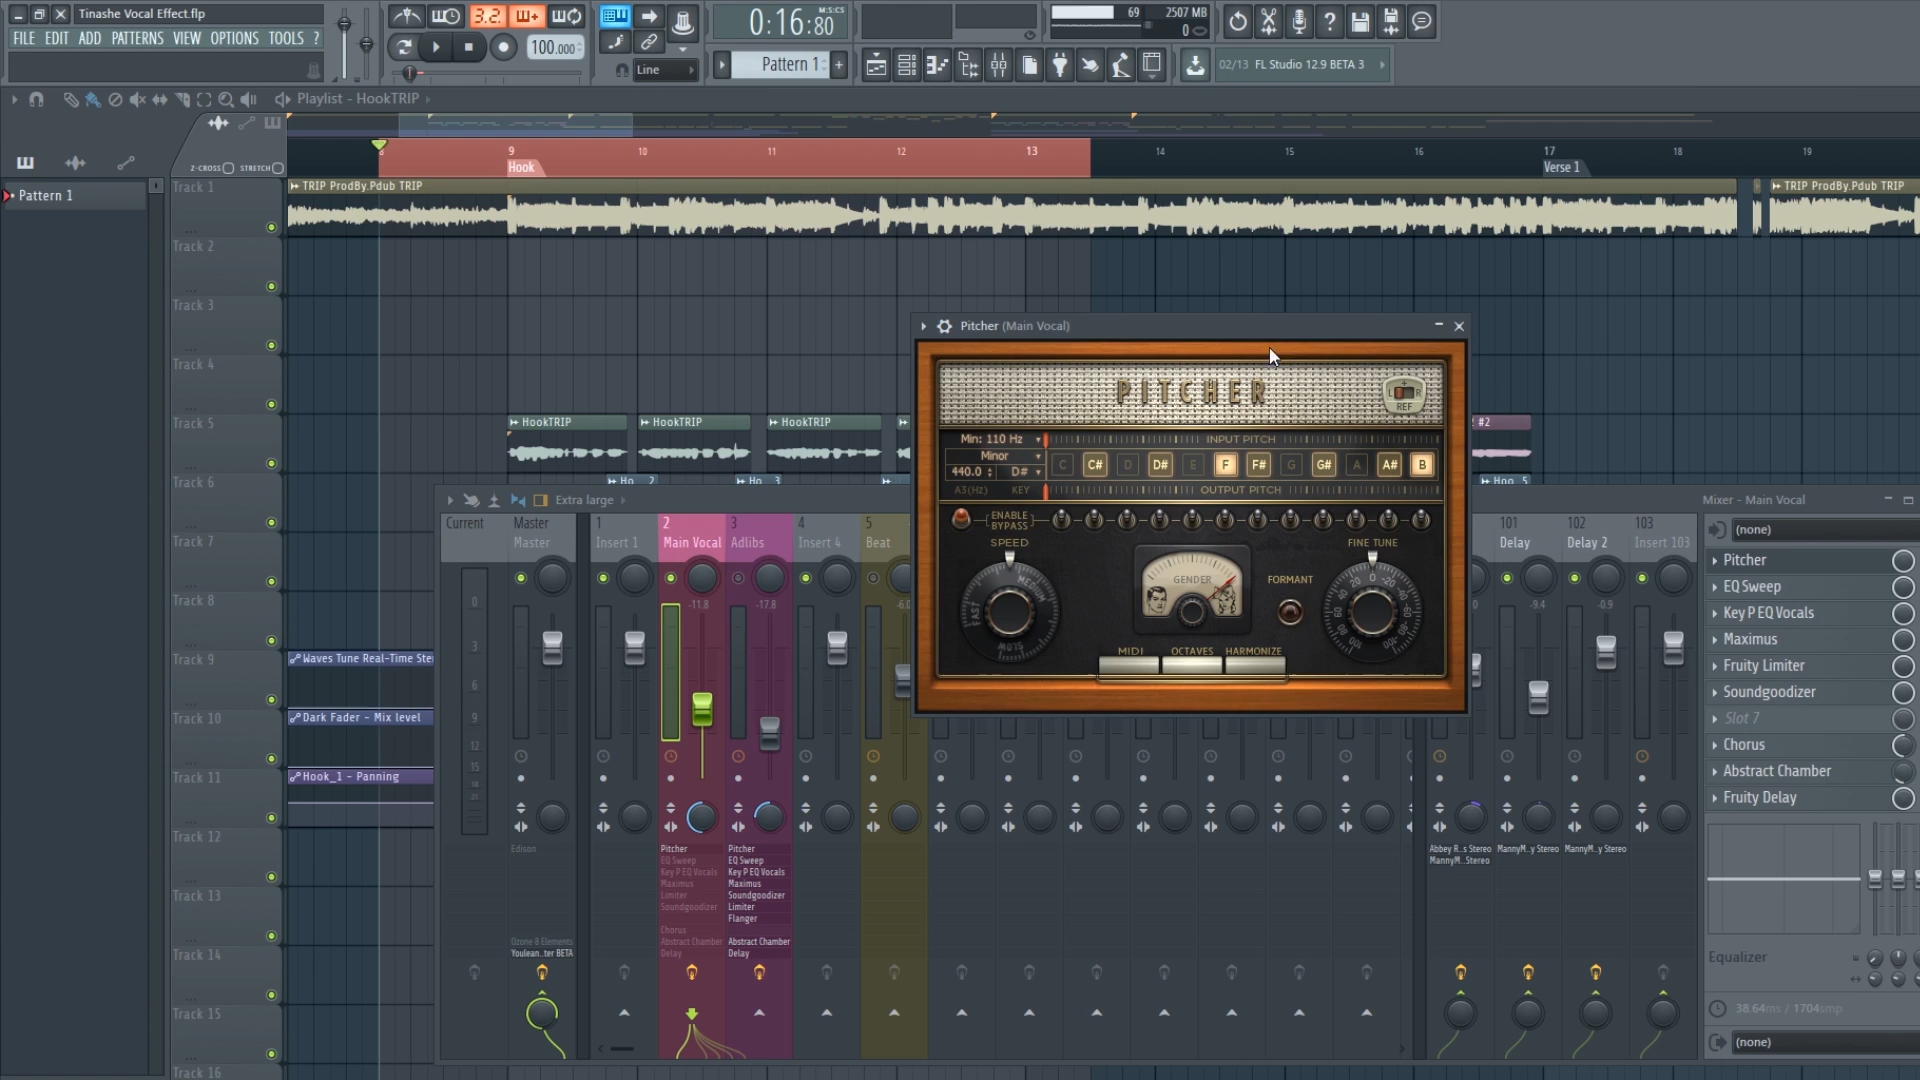 Tinashe Vocal Effect.flp
FILE EDIT ADD PATTERNS VIEW OPTIONS TOOLS ?
3.2.
100.000
Line
0:16:80
M:S:CS
Pattern 1
69 2507 MB
0
02/13 FL Studio 12.9 BETA 3
Playlist - HookTRIP
Z-CROSS STRETCH
8 9 10 11 12 13 14 15 16 17 18 19
Hook
Verse 1
Pattern 1
Track 1
TRIP ProdBy.Pdub TRIP
TRIP ProdBy.Pdub TRIP
Track 2
Track 3
Track 4
Track 5
HookTRIP
HookTRIP
HookTRIP
#2
Track 6
Track 7
Track 8
Track 9
Waves Tune Real-Time Ste
Track 10
Dark Fader - Mix level
Track 11
Hook_1 - Panning
Track 12
Track 13
Track 14
Track 15
Track 16
Pitcher (Main Vocal)
PITCHER
L R
REF
Min: 110 Hz
INPUT PITCH
Minor
440.0 D#
C C# D D# E F F# G G# A A# B
A3(Hz) KEY
OUTPUT PITCH
ENABLE
BYPASS
SPEED
FINE TUNE
FAST MEDIUM SLOW
GENDER
FORMANT
MIDI OCTAVES HARMONIZE
Extra large
Mixer - Main Vocal
Current
Master
Master
1
Insert 1
2
Main Vocal
3
Adlibs
4
Insert 4
5
Beat
101
Delay
102
Delay 2
103
Insert 103
-11.8
-17.8
-9.4
-0.9
0
3
6
9
12
15
Edison
Ozone 8 Elements
Youlean..ter BETA
Pitcher
EQ Sweep
Key P EQ Vocals
Maximus
Limiter
Soundgoodizer
Chorus
Abstract Chamber
Delay
Pitcher
EQ Sweep
Key P EQ Vocals
Maximus
Soundgoodizer
Limiter
Flanger
Abstract Chamber
Delay
Abbey R..s Stereo
MannyM..Stereo
MannyM..y Stereo
MannyM..y Stereo
(none)
Pitcher
EQ Sweep
Key P EQ Vocals
Maximus
Fruity Limiter
Soundgoodizer
Slot 7
Chorus
Abstract Chamber
Fruity Delay
Equalizer
38.64ms / 1704smp
(none)